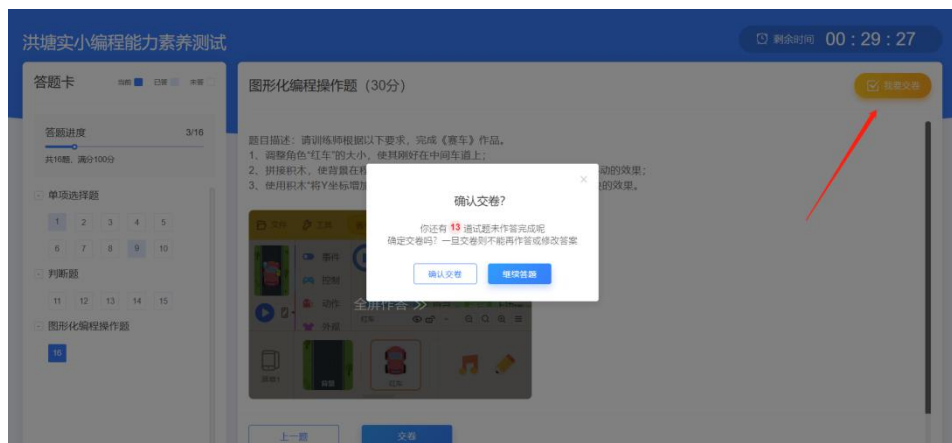 洪塘实小编程能力素养测试
剩余时间 00 : 29 : 27
答题卡
当前 已答 未答
图形化编程操作题（30分）
我要交卷
答题进度 3/16
共16题，满分100分
单项选择题
1 2 3 4 5
6 7 8 9 10
判断题
11 12 13 14 15
图形化编程操作题
16
题目描述：请训练师根据以下要求，完成《赛车》作品。
1、调整角色“红车”的大小，使其刚好在中间车道上；
2、拼接积木，使背景在程
动的效果；
3、使用积木“将Y坐标增加
的效果。
确认交卷？
你还有 13 道试题未作答完成呢
确定交卷吗？一旦交卷则不能再作答或修改答案
确认交卷
继续答题
文件
工具
事件
控制
动作
外观
全屏作答 >>
红车
屏幕1
背景
红车
上一题
交卷